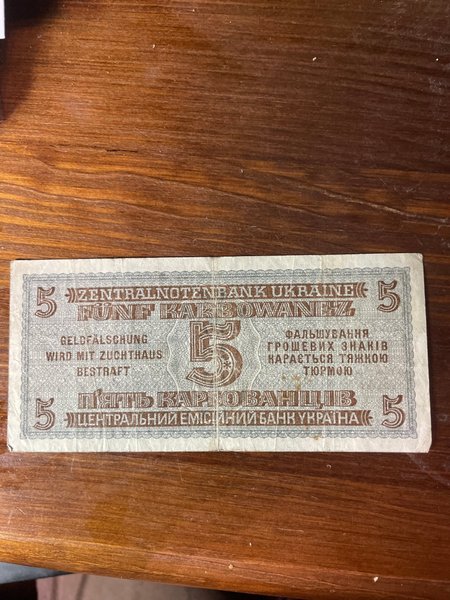 5 ZENTRALNOTENBANK UKRAINE 5
FÜNF KARBOWANEZ
GELDFÄLSCHUNG
WIRD MIT ZUCHTHAUS
BESTRAFT
5
ФАЛЬШУВАННЯ
ГРОШЕВИХ ЗНАКІВ
КАРАЄТЬСЯ ТЯЖКОЮ
ТЮРМОЮ
П'ЯТЬ КАРБОВАНЦІВ
5 ЦЕНТРАЛЬНИЙ ЕМІСІЙНИЙ БАНК УКРАЇНА 5